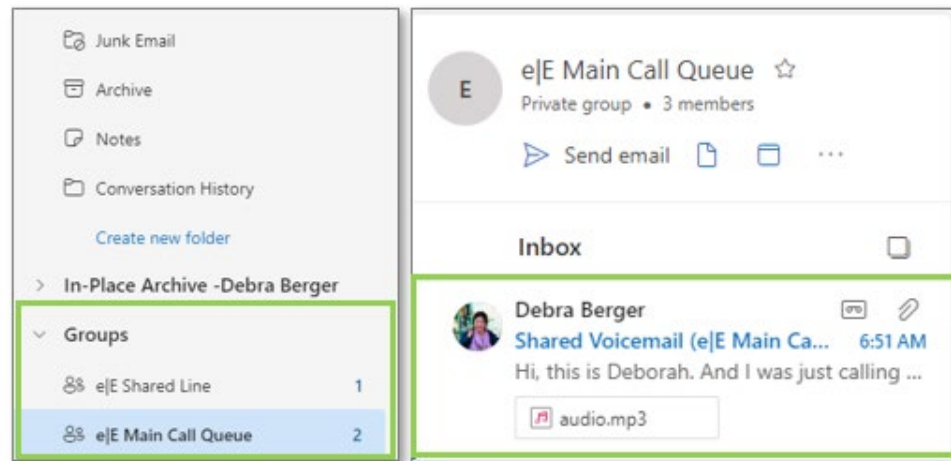 Junk Email
Archive
Notes
Conversation History
Create new folder
In-Place Archive -Debra Berger
Groups
e|E Shared Line 1
e|E Main Call Queue 2
E
e|E Main Call Queue
Private group • 3 members
Send email
Inbox
Debra Berger
Shared Voicemail (e|E Main Ca... 6:51 AM
Hi, this is Deborah. And I was just calling ...
audio.mp3